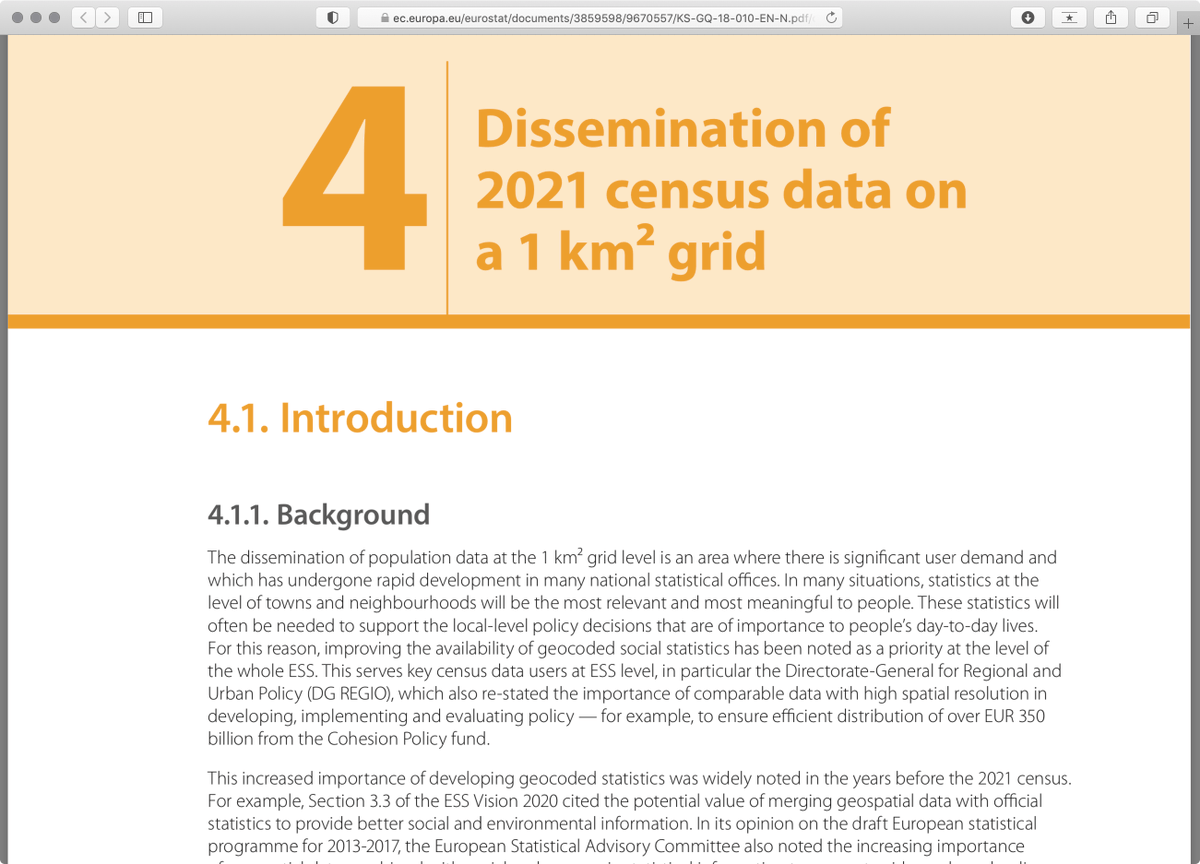 ec.europa.eu/eurostat/documents/3859598/9670557/KS-GQ-18-010-EN-N.pdf/
4
Dissemination of
2021 census data on
a 1 km² grid
4.1. Introduction
4.1.1. Background
The dissemination of population data at the 1 km² grid level is an area where there is significant user demand and
which has undergone rapid development in many national statistical offices. In many situations, statistics at the
level of towns and neighbourhoods will be the most relevant and most meaningful to people. These statistics will
often be needed to support the local-level policy decisions that are of importance to people’s day-to-day lives.
For this reason, improving the availability of geocoded social statistics has been noted as a priority at the level of
the whole ESS. This serves key census data users at ESS level, in particular the Directorate-General for Regional and
Urban Policy (DG REGIO), which also re-stated the importance of comparable data with high spatial resolution in
developing, implementing and evaluating policy — for example, to ensure efficient distribution of over EUR 350
billion from the Cohesion Policy fund.
This increased importance of developing geocoded statistics was widely noted in the years before the 2021 census.
For example, Section 3.3 of the ESS Vision 2020 cited the potential value of merging geospatial data with official
statistics to provide better social and environmental information. In its opinion on the draft European statistical
programme for 2013-2017, the European Statistical Advisory Committee also noted the increasing importance